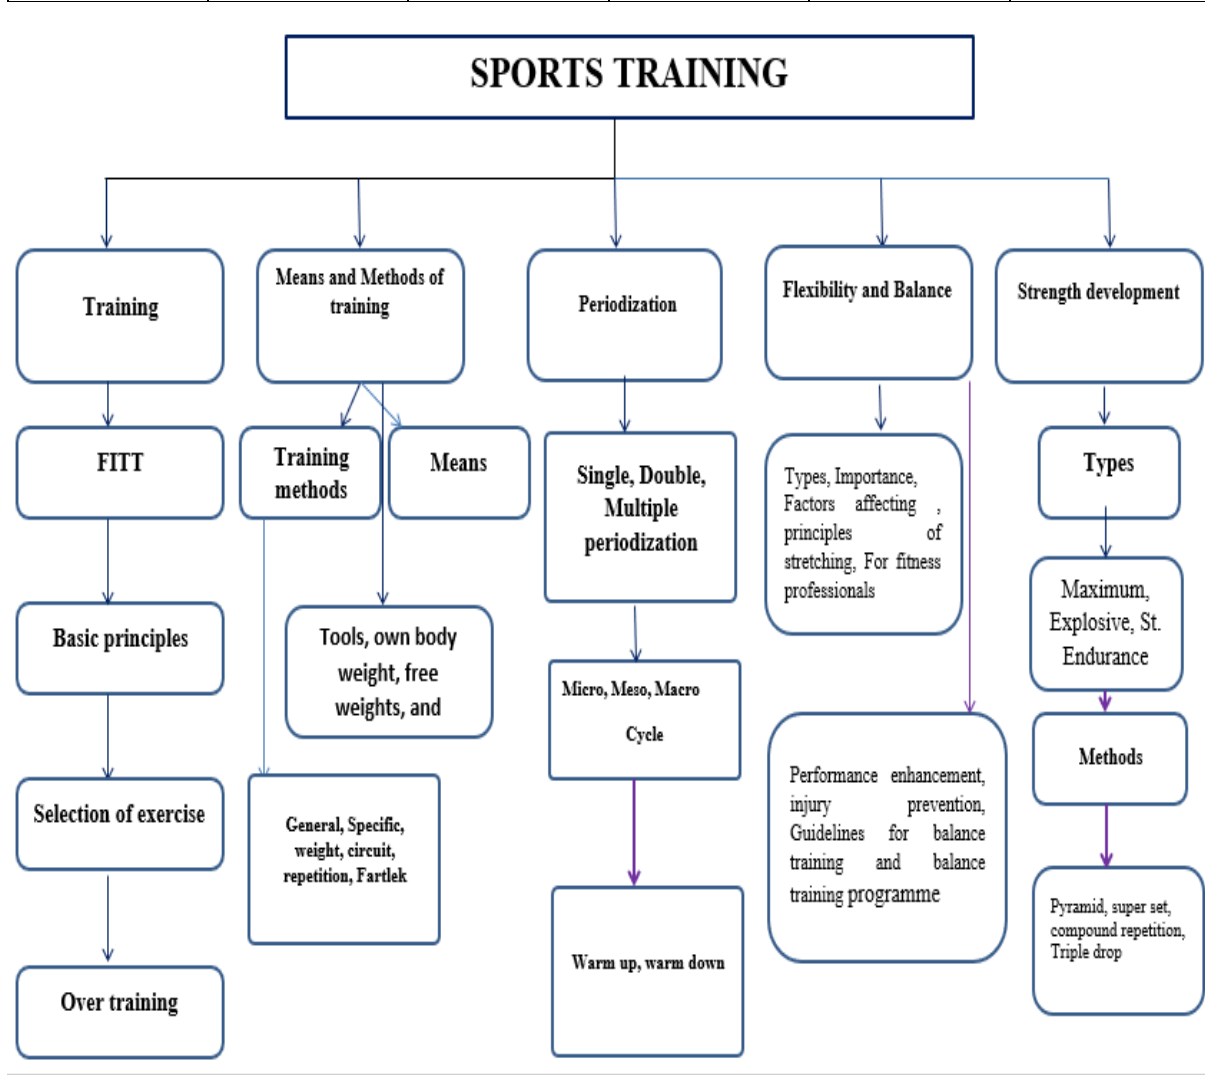 SPORTS TRAINING
Training
Means and Methods of
training
Periodization
Flexibility and Balance
Strength development
FITT
Training
methods
Means
Single, Double,
Multiple
periodization
Types, Importance,
Factors affecting ,
principles of
stretching, For fitness
professionals
Types
Basic principles
Tools, own body
weight, free
weights, and
Micro, Meso, Macro
Cycle
Maximum,
Explosive, St.
Endurance
Selection of exercise
General, Specific,
weight, circuit,
repetition, Fartlek
Performance enhancement,
injury prevention,
Guidelines for balance
training and balance
training programme
Methods
Over training
Warm up, warm down
Pyramid, super set,
compound repetition,
Triple drop